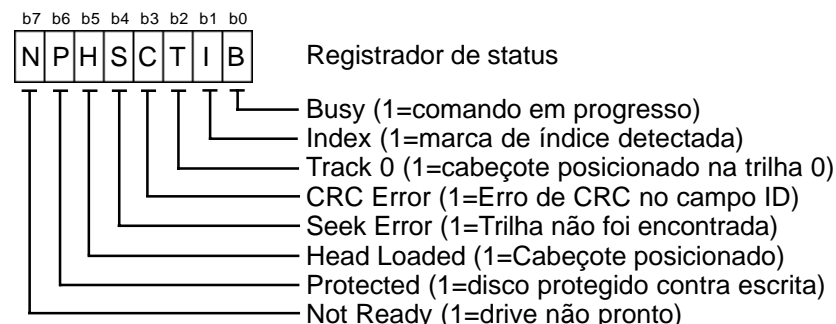 b7 b6 b5 b4 b3 b2 b1 b0
N P H S C T I B Registrador de status
Busy (1=comando em progresso)
Index (1=marca de índice detectada)
Track 0 (1=cabeçote posicionado na trilha 0)
CRC Error (1=Erro de CRC no campo ID)
Seek Error (1=Trilha não foi encontrada)
Head Loaded (1=Cabeçote posicionado)
Protected (1=disco protegido contra escrita)
Not Ready (1=drive não pronto)